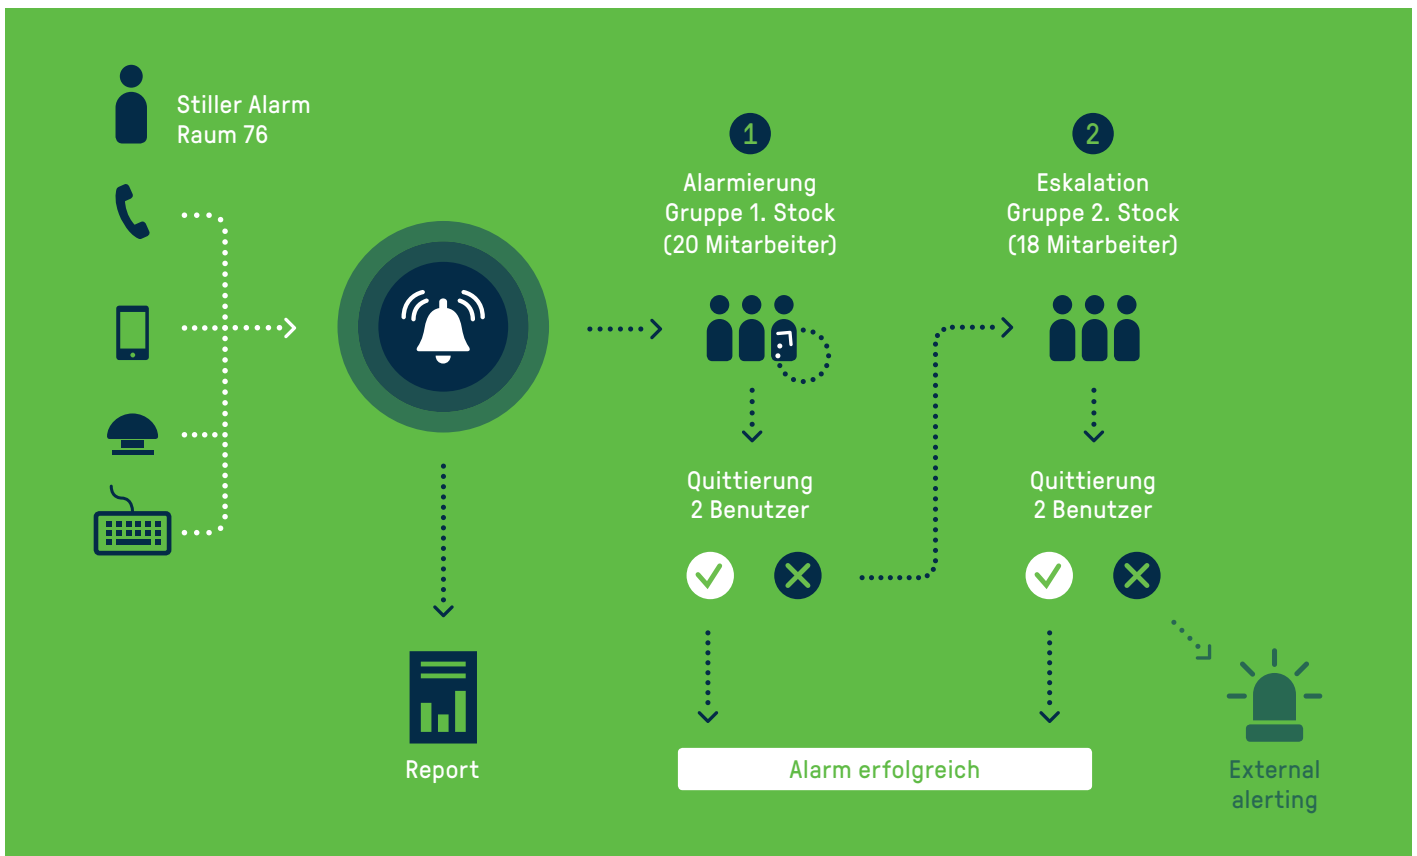 Stiller Alarm
Raum 76
1
Alarmierung
Gruppe 1. Stock
(20 Mitarbeiter)
2
Eskalation
Gruppe 2. Stock
(18 Mitarbeiter)
Quittierung
2 Benutzer
Quittierung
2 Benutzer
Report
Alarm erfolgreich
External
alerting